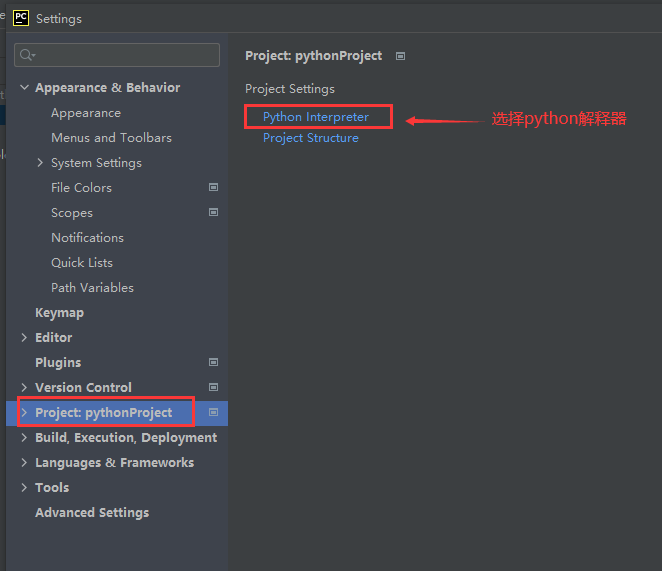 PC Settings
Appearance & Behavior
Appearance
Menus and Toolbars
System Settings
File Colors
Scopes
Notifications
Quick Lists
Path Variables
Keymap
Editor
Plugins
Version Control
Project: pythonProject
Build, Execution, Deployment
Languages & Frameworks
Tools
Advanced Settings
Project: pythonProject
Project Settings
Python Interpreter
选择python解释器
Project Structure